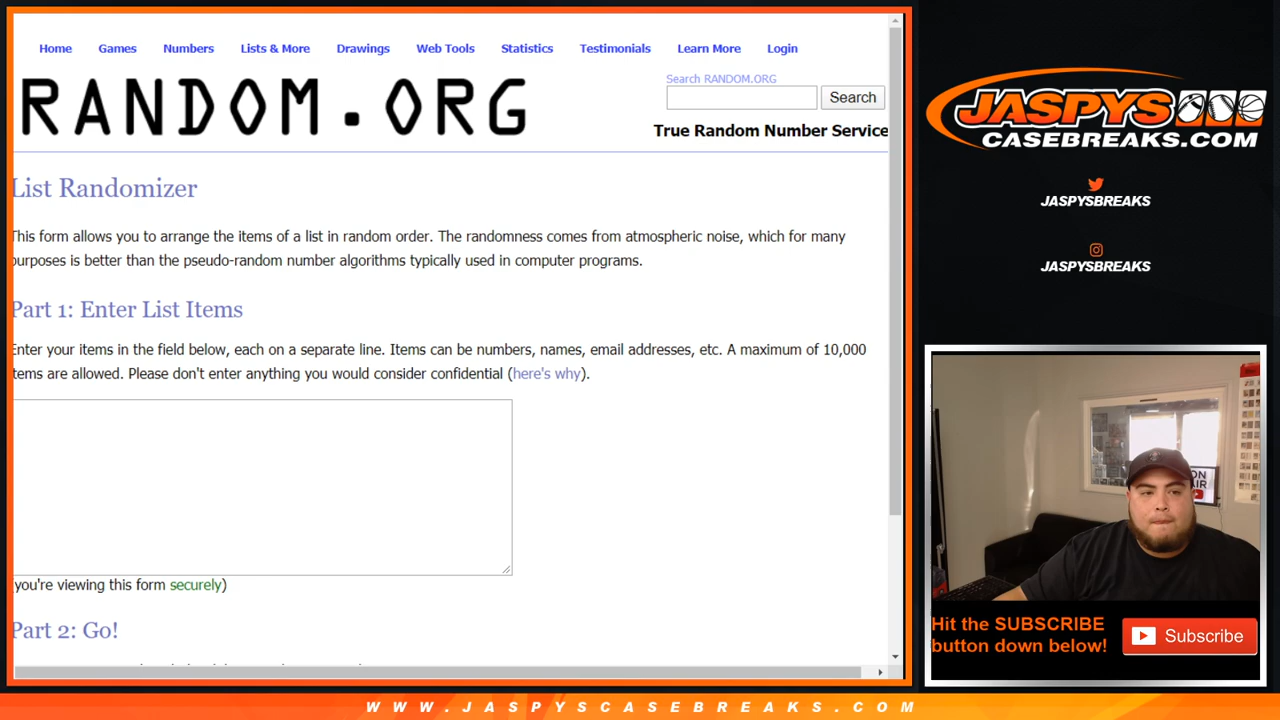 Home Games Numbers Lists & More Drawings Web Tools Statistics Testimonials Learn More Login
RANDOM.ORG
Search RANDOM.ORG
Search
True Random Number Service
List Randomizer
This form allows you to arrange the items of a list in random order. The randomness comes from atmospheric noise, which for many
purposes is better than the pseudo-random number algorithms typically used in computer programs.
Part 1: Enter List Items
Enter your items in the field below, each on a separate line. Items can be numbers, names, email addresses, etc. A maximum of 10,000
items are allowed. Please don't enter anything you would consider confidential (here's why).
you're viewing this form securely)
Part 2: Go!
JASPYS
CASEBREAKS.COM
JASPYSBREAKS
JASPYSBREAKS
ON
AIR
Hit the SUBSCRIBE
button down below!
Subscribe
WWW.JASPYSCASEBREAKS.COM